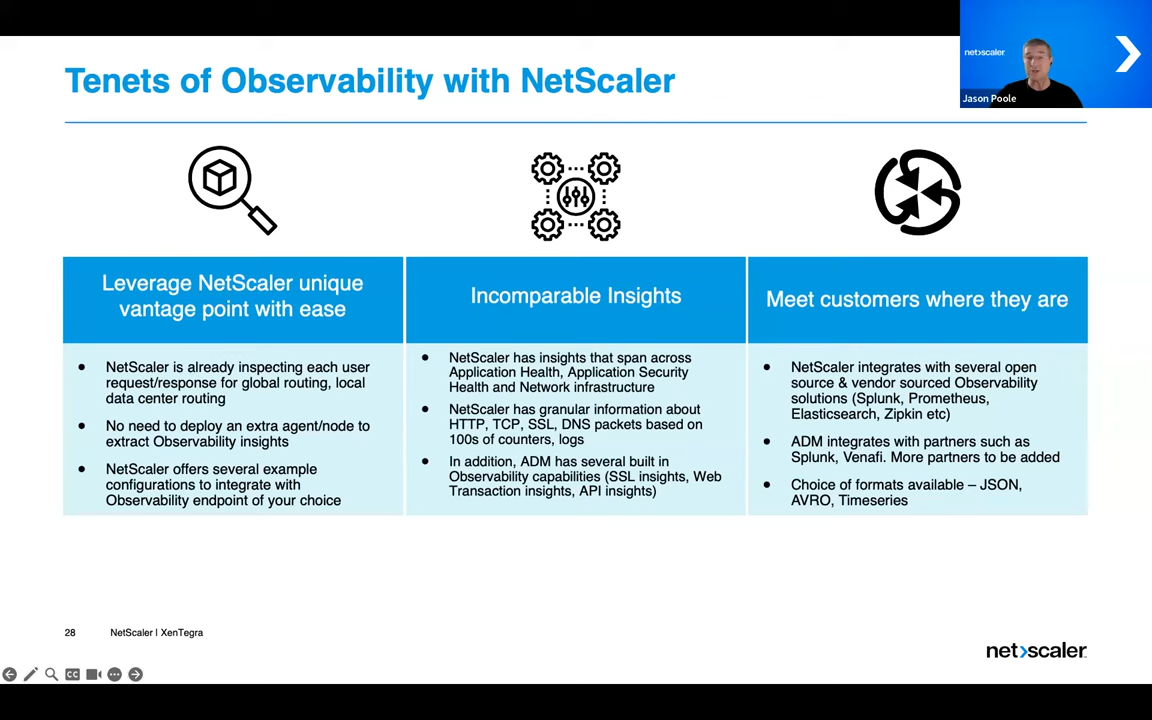 Tenets of Observability with NetScaler
net>scaler
Jason Poole
Leverage NetScaler unique
vantage point with ease
Incomparable Insights
Meet customers where they are
● NetScaler is already inspecting each user
request/response for global routing, local
data center routing
● No need to deploy an extra agent/node to
extract Observability insights
● NetScaler offers several example
configurations to integrate with
Observability endpoint of your choice
● NetScaler has insights that span across
Application Health, Application Security
Health and Network infrastructure
● NetScaler has granular information about
HTTP, TCP, SSL, DNS packets based on
100s of counters, logs
● In addition, ADM has several built in
Observability capabilities (SSL insights, Web
Transaction insights, API insights)
● NetScaler integrates with several open
source & vendor sourced Observability
solutions (Splunk, Prometheus,
Elasticsearch, Zipkin etc)
● ADM integrates with partners such as
Splunk, Venafi. More partners to be added
● Choice of formats available – JSON,
AVRO, Timeseries
28 NetScaler | XenTegra
net>scaler
CC